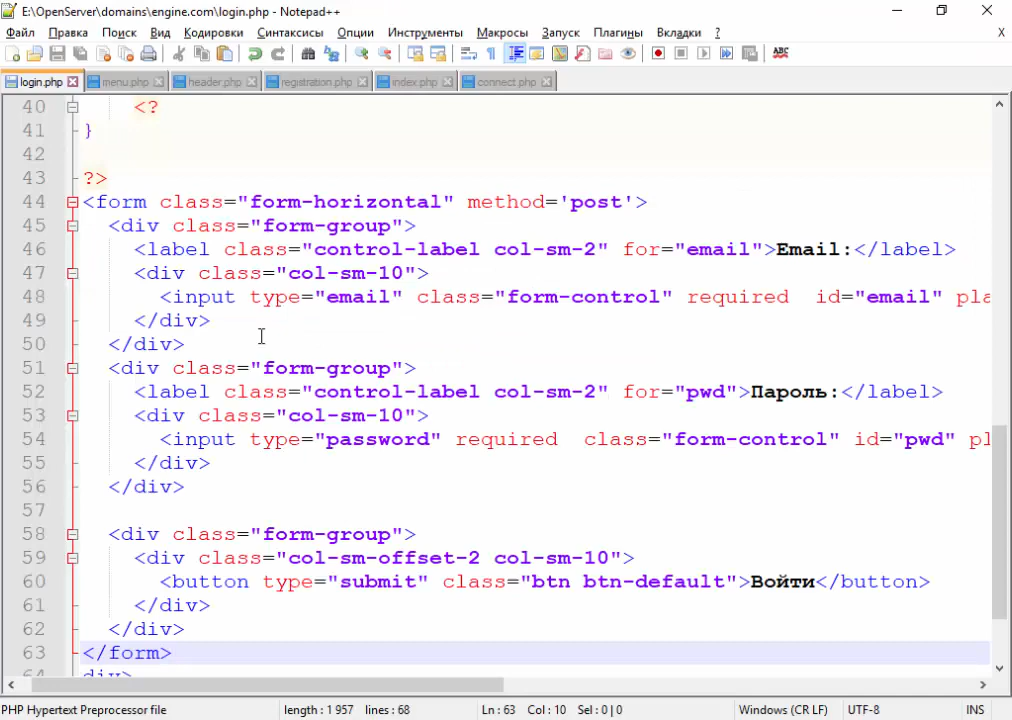 E:\OpenServer\domains\engine.com\login.php - Notepad++
Файл Правка Поиск Вид Кодировки Синтаксисы Опции Инструменты Макросы Запуск Плагины Вкладки ? X
ABC
login.php menu.php header.php registration.php index.php connect.php
40 <?
41 }
42
43 ?>
44 <form class="form-horizontal" method='post'>
45 <div class="form-group">
46 <label class="control-label col-sm-2" for="email">Email:</label>
47 <div class="col-sm-10">
48 <input type="email" class="form-control" required id="email" pla
49 </div>
50 </div>
51 <div class="form-group">
52 <label class="control-label col-sm-2" for="pwd">Пароль:</label>
53 <div class="col-sm-10">
54 <input type="password" required class="form-control" id="pwd" pl
55 </div>
56 </div>
57
58 <div class="form-group">
59 <div class="col-sm-offset-2 col-sm-10">
60 <button type="submit" class="btn btn-default">Войти</button>
61 </div>
62 </div>
63 </form>
64 div>
PHP Hypertext Preprocessor file length : 1 957 lines : 68 Ln : 63 Col : 10 Sel : 0 | 0 Windows (CR LF) UTF-8 INS